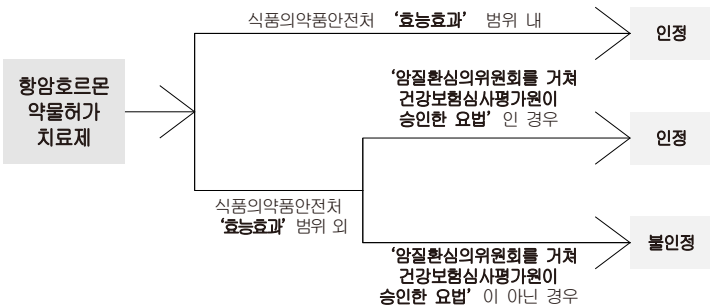 식품의약품안전처 ‘효능효과’ 범위 내
인정
항암호르몬
약물허가
치료제
‘암질환심의위원회를 거쳐
건강보험심사평가원이
승인한 요법’ 인 경우
인정
식품의약품안전처
‘효능효과’ 범위 외
불인정
‘암질환심의위원회를 거쳐
건강보험심사평가원이
승인한 요법’ 이 아닌 경우